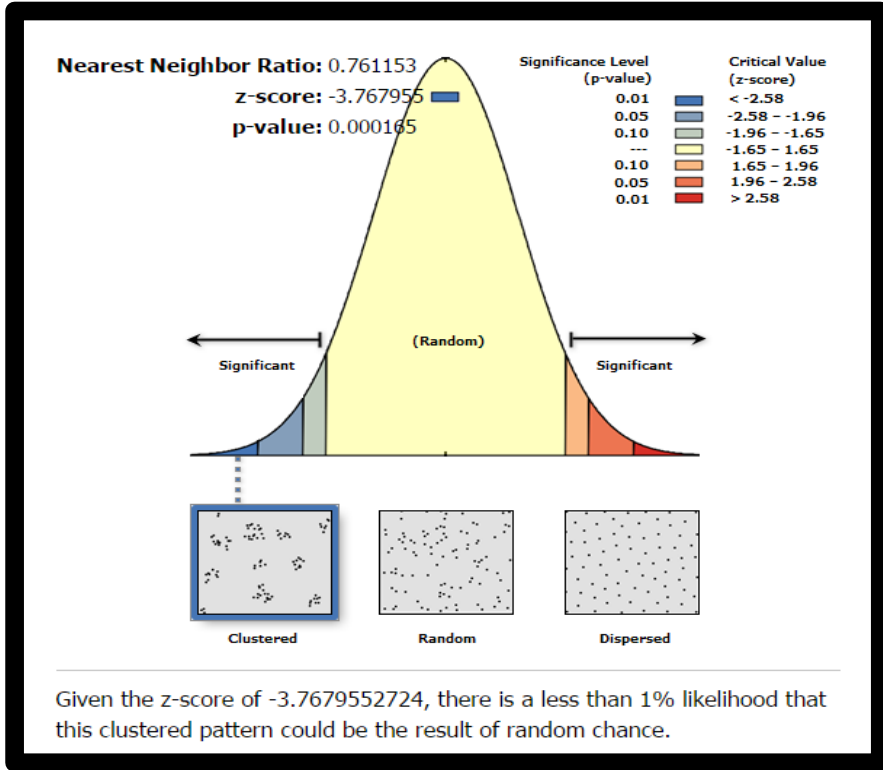 Nearest Neighbor Ratio: 0.761153
z-score: -3.767955
p-value: 0.000165
Significance Level
(p-value)
Critical Value
(z-score)
0.01 < -2.58
0.05 -2.58 – -1.96
0.10 -1.96 – -1.65
--- -1.65 – 1.65
0.10 1.65 – 1.96
0.05 1.96 – 2.58
0.01 > 2.58
(Random)
Significant
Significant
Clustered
Random
Dispersed
Given the z-score of -3.7679552724, there is a less than 1% likelihood that
this clustered pattern could be the result of random chance.